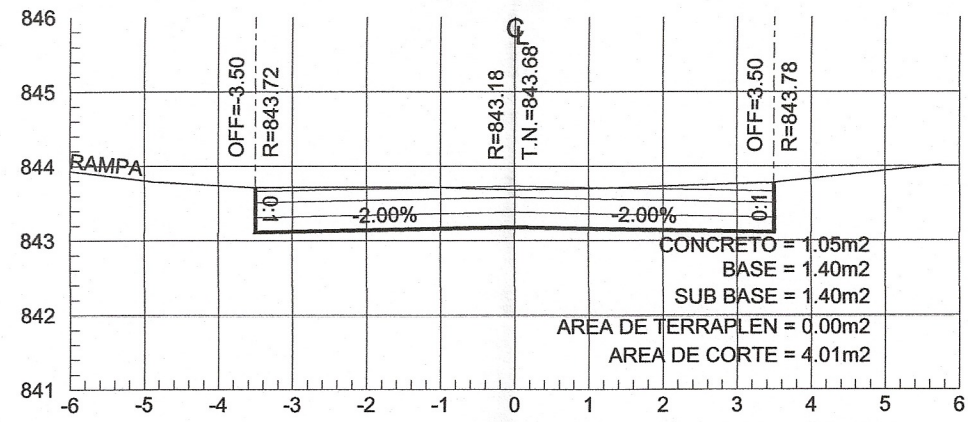 846
845
844
843
842
841
OFF=-3.50
R=843.72
℄
R=843.18
T.N.=843.68
OFF=3.50
R=843.78
RAMPA
1:0
-2.00%
-2.00%
0:1
CONCRETO = 1.05m2
BASE = 1.40m2
SUB BASE = 1.40m2
AREA DE TERRAPLEN = 0.00m2
AREA DE CORTE = 4.01m2
-6 -5 -4 -3 -2 -1 0 1 2 3 4 5 6